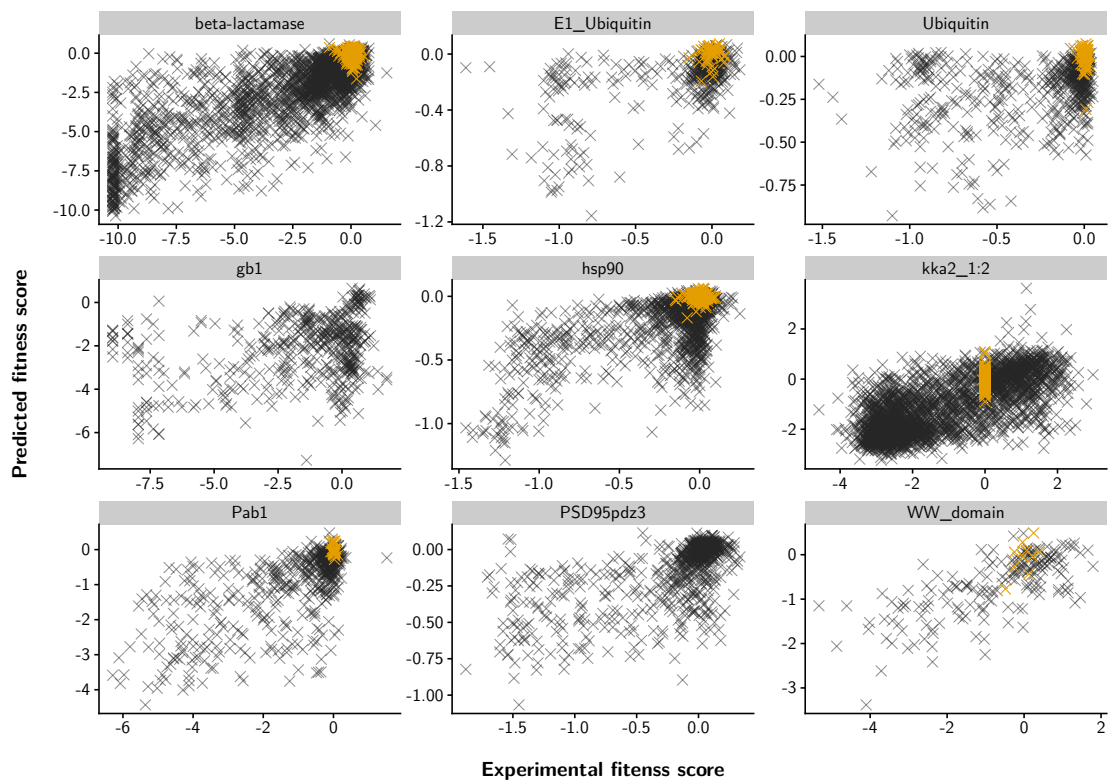 beta-lactamase E1_Ubiquitin Ubiquitin
0.0 -2.5 -5.0 -7.5 -10.0
0.0 -0.4 -0.8 -1.2
0.00 -0.25 -0.50 -0.75
-10.0 -7.5 -5.0 -2.5 0.0
-1.5 -1.0 -0.5 0.0
-1.5 -1.0 -0.5 0.0
gb1 hsp90 kka2_1:2
0 -2 -4 -6
0.0 -0.5 -1.0
2 0 -2
-7.5 -5.0 -2.5 0.0
-1.5 -1.0 -0.5 0.0
-4 -2 0 2
Pab1 PSD95pdz3 WW_domain
0 -1 -2 -3 -4
0.00 -0.25 -0.50 -0.75 -1.00
0 -1 -2 -3
-6 -4 -2 0
-1.5 -1.0 -0.5 0.0
-4 -2 0 2
Predicted fitness score
Experimental fitenss score